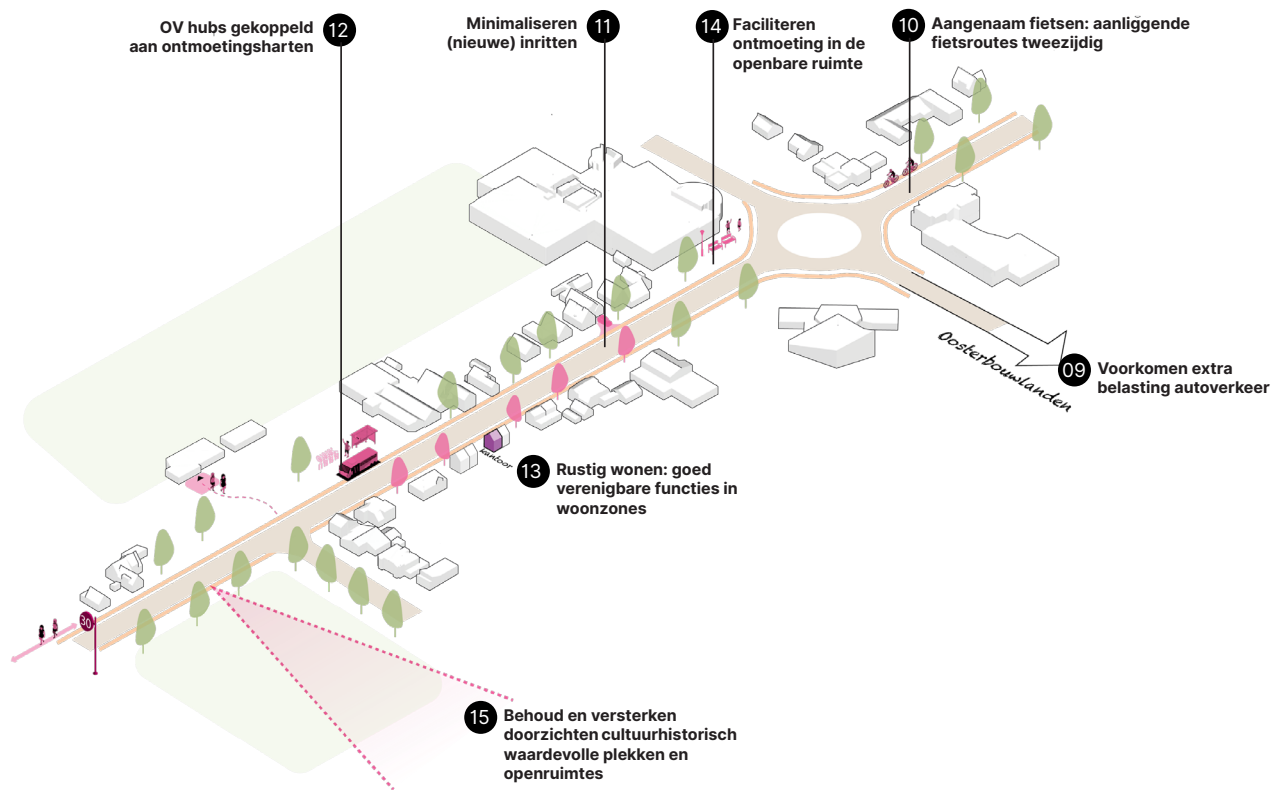 OV hubs gekoppeld
aan ontmoetingsharten
12
Minimaliseren
(nieuwe) inritten
11
14
Faciliteren
ontmoeting in de
openbare ruimte
10
Aangenaam fietsen: aanliggende
fietsroutes tweezijdig
Oosterbouwlanden
09
Voorkomen extra
belasting autoverkeer
kantoor
13
Rustig wonen: goed
verenigbare functies in
woonzones
30
15
Behoud en versterken
doorzichten cultuurhistorisch
waardevolle plekken en
openruimtes